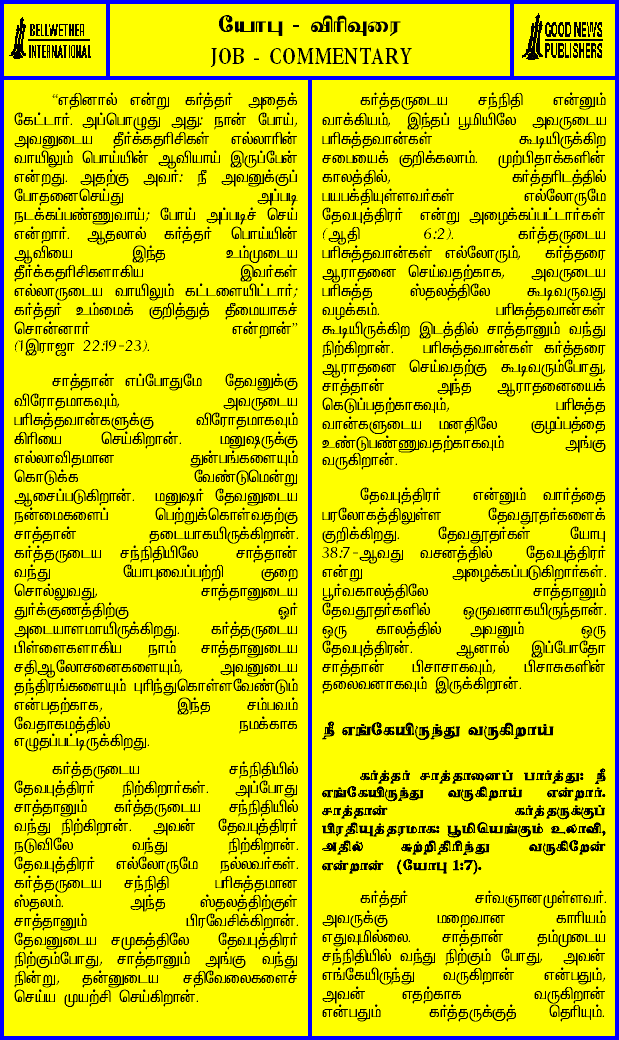 BELLWETHER
INTERNATIONAL
யோபு - விரிவுரை
JOB - COMMENTARY
GOOD NEWS
PUBLISHERS
“எதினால் என்று கர்த்தர் அதைக்
கேட்டார். அப்பொழுது அது: நான் போய்,
அவனுடைய தீர்க்கதரிசிகள் எல்லாரின்
வாயிலும் பொய்யின் ஆவியாய் இருப்பேன்
என்றது. அதற்கு அவர்: நீ அவனுக்குப்
போதனைசெய்து அப்படி
நடக்கப்பண்ணுவாய்; போய் அப்படிச் செய்
என்றார். ஆதலால் கர்த்தர் பொய்யின்
ஆவியை இந்த உம்முடைய
தீர்க்கதரிசிகளாகிய இவர்கள்
எல்லாருடைய வாயிலும் கட்டளையிட்டார்;
கர்த்தர் உம்மைக் குறித்துத் தீமையாகச்
சொன்னார் என்றான்”
(1இராஜா 22:19-23).
சாத்தான் எப்போதுமே தேவனுக்கு
விரோதமாகவும், அவருடைய
பரிசுத்தவான்களுக்கு விரோதமாகவும்
கிரியை செய்கிறான். மனுஷருக்கு
எல்லாவிதமான துன்பங்களையும்
கொடுக்க வேண்டுமென்று
ஆசைப்படுகிறான். மனுஷர் தேவனுடைய
நன்மைகளைப் பெற்றுக்கொள்வதற்கு
சாத்தான் தடையாகயிருக்கிறான்.
கர்த்தருடைய சந்நிதியிலே சாத்தான்
வந்து யோபுவைப்பற்றி குறை
சொல்லுவது, சாத்தானுடைய
துர்க்குணத்திற்கு ஓர்
அடையாளமாயிருக்கிறது. கர்த்தருடைய
பிள்ளைகளாகிய நாம் சாத்தானுடைய
சதிஆலோசனைகளையும், அவனுடைய
தந்திரங்களையும் புரிந்துகொள்ளவேண்டும்
என்பதற்காக, இந்த சம்பவம்
வேதாகமத்தில் நமக்காக
எழுதப்பட்டிருக்கிறது.
கர்த்தருடைய சந்நிதியில்
தேவபுத்திரர் நிற்கிறார்கள். அப்போது
சாத்தானும் கர்த்தருடைய சந்நிதியில்
வந்து நிற்கிறான். அவன் தேவபுத்திரர்
நடுவிலே வந்து நிற்கிறான்.
தேவபுத்திரர் எல்லோருமே நல்லவர்கள்.
கர்த்தருடைய சந்நிதி பரிசுத்தமான
ஸ்தலம். அந்த ஸ்தலத்திற்குள்
சாத்தானும் பிரவேசிக்கிறான்.
தேவனுடைய சமுகத்திலே தேவபுத்திரர்
நிற்கும்போது, சாத்தானும் அங்கு வந்து
நின்று, தன்னுடைய சதிவேலைகளைச்
செய்ய முயற்சி செய்கிறான்.
கர்த்தருடைய சந்நிதி என்னும்
வாக்கியம், இந்தப் பூமியிலே அவருடைய
பரிசுத்தவான்கள் கூடியிருக்கிற
சபையைக் குறிக்கலாம். முற்பிதாக்களின்
காலத்தில், கர்த்தரிடத்தில்
பயபக்தியுள்ளவர்கள் எல்லோருமே
தேவபுத்திரர் என்று அழைக்கப்பட்டார்கள்
(ஆதி 6:2). கர்த்தருடைய
பரிசுத்தவான்கள் எல்லோரும், கர்த்தரை
ஆராதனை செய்வதற்காக, அவருடைய
பரிசுத்த ஸ்தலத்திலே கூடிவருவது
வழக்கம். பரிசுத்தவான்கள்
கூடியிருக்கிற இடத்தில் சாத்தானும் வந்து
நிற்கிறான். பரிசுத்தவான்கள் கர்த்தரை
ஆராதனை செய்வதற்கு கூடிவரும்போது,
சாத்தான் அந்த ஆராதனையைக்
கெடுப்பதற்காகவும், பரிசுத்த
வான்களுடைய மனதிலே குழப்பத்தை
உண்டுபண்ணுவதற்காகவும் அங்கு
வருகிறான்.
தேவபுத்திரர் என்னும் வார்த்தை
பரலோகத்திலுள்ள தேவதூதர்களைக்
குறிக்கிறது. தேவதூதர்கள் யோபு
38:7-ஆவது வசனத்தில் தேவபுத்திரர்
என்று அழைக்கப்படுகிறார்கள்.
பூர்வகாலத்திலே சாத்தானும்
தேவதூதர்களில் ஒருவனாகயிருந்தான்.
ஒரு காலத்தில் அவனும் ஒரு
தேவபுத்திரன். ஆனால் இப்போதோ
சாத்தான் பிசாசாகவும், பிசாசுகளின்
தலைவனாகவும் இருக்கிறான்.
நீ எங்கேயிருந்து வருகிறாய்
கர்த்தர் சாத்தானைப் பார்த்து: நீ
எங்கேயிருந்து வருகிறாய் என்றார்.
சாத்தான் கர்த்தருக்குப்
பிரதியுத்தரமாக: பூமியெங்கும் உலாவி,
அதில் சுற்றித்திரிந்து வருகிறேன்
என்றான் (யோபு 1:7).
கர்த்தர் சர்வஞானமுள்ளவர்.
அவருக்கு மறைவான காரியம்
எதுவுமில்லை. சாத்தான் தம்முடைய
சந்நிதியில் வந்து நிற்கும் போது, அவன்
எங்கேயிருந்து வருகிறான் என்பதும்,
அவன் எதற்காக வருகிறான்
என்பதும் கர்த்தருக்குத் தெரியும்.